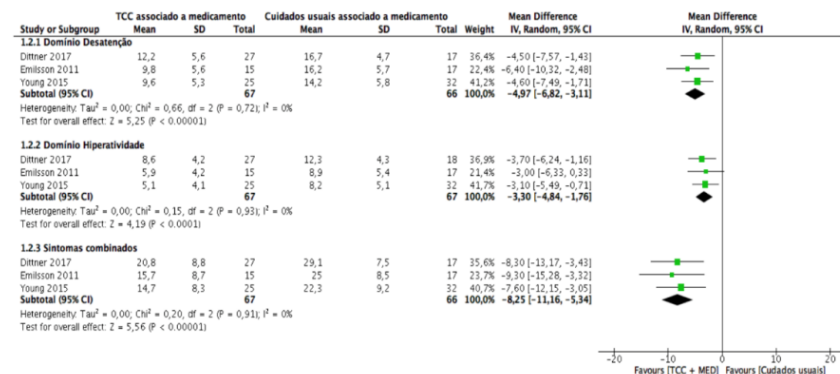 TCC associado a medicamento Cuidados usuais associado a medicamento Mean Difference Mean Difference
Study or Subgroup Mean SD Total Mean SD Total Weight IV, Random, 95% CI IV, Random, 95% CI
1.2.1 Domínio Desatenção
Dittner 2017 12,2 5,6 27 16,7 4,7 17 36,4% -4,50 [-7,57, -1,43]
Emilsson 2011 9,8 5,6 15 16,2 5,7 17 22,4% -6,40 [-10,32, -2,48]
Young 2015 9,6 5,3 25 14,2 5,8 32 41,2% -4,60 [-7,49, -1,71]
Subtotal (95% CI) 67 66 100,0% -4,97 [-6,82, -3,11]
Heterogeneity: Tau² = 0,00; Chi² = 0,66, df = 2 (P = 0,72); I² = 0%
Test for overall effect: Z = 5,25 (P < 0.00001)
1.2.2 Domínio Hiperatividade
Dittner 2017 8,6 4,2 27 12,3 4,3 18 36,9% -3,70 [-6,24, -1,16]
Emilsson 2011 5,9 4,2 15 8,9 5,4 17 21,4% -3,00 [-6,33, 0,33]
Young 2015 5,1 4,1 25 8,2 5,1 32 41,7% -3,10 [-5,49, -0,71]
Subtotal (95% CI) 67 67 100,0% -3,30 [-4,84, -1,76]
Heterogeneity: Tau² = 0,00; Chi² = 0,15, df = 2 (P = 0,93); I² = 0%
Test for overall effect: Z = 4,19 (P < 0.0001)
1.2.3 Sintomas combinados
Dittner 2017 20,8 8,8 27 29,1 7,5 17 35,6% -8,30 [-13,17, -3,43]
Emilsson 2011 15,7 8,7 15 25 8,5 17 23,7% -9,30 [-15,28, -3,32]
Young 2015 14,7 8,3 25 22,3 9,2 32 40,7% -7,60 [-12,15, -3,05]
Subtotal (95% CI) 67 66 100,0% -8,25 [-11,16, -5,34]
Heterogeneity: Tau² = 0,00; Chi² = 0,20, df = 2 (P = 0,91); I² = 0%
Test for overall effect: Z = 5,56 (P < 0.00001)
-20 -10 0 10 20
Favours [TCC + MED] Favours [Cuidados usuais]